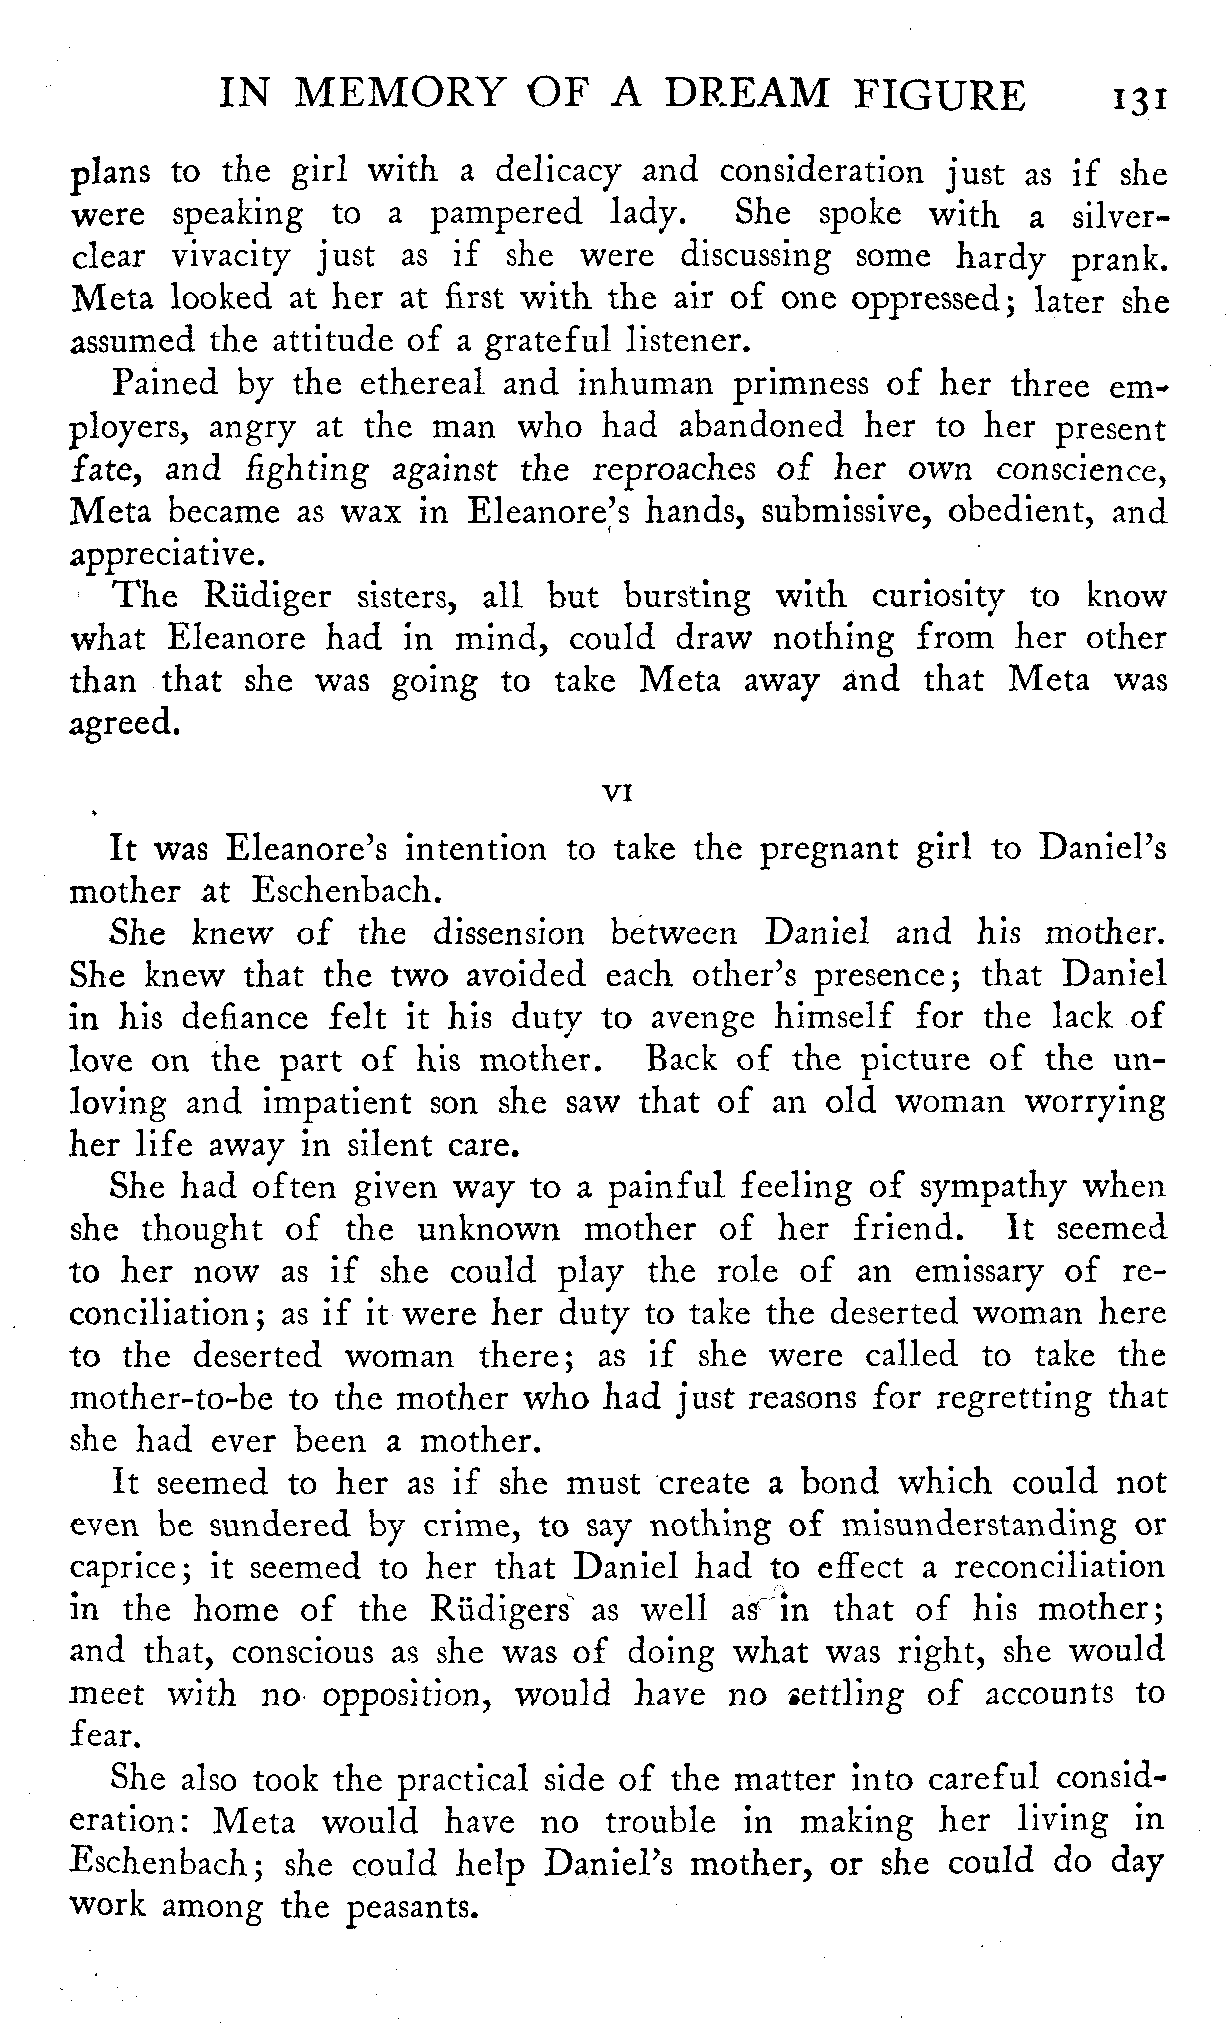 IN MEMORY OF A DREAM FIGURE 131
plans to the girl with a delicacy and consideration just as if she
were speaking to a pampered lady. She spoke with a silver-
clear vivacity just as if she were discussing some hardy prank.
Meta looked at her at first with the air of one oppressed; later she
assumed the attitude of a grateful listener.
Pained by the ethereal and inhuman primness of her three em-
ployers, angry at the man who had abandoned her to her present
fate, and fighting against the reproaches of her own conscience,
Meta became as wax in Eleanore's hands, submissive, obedient, and
appreciative.
The Rüdiger sisters, all but bursting with curiosity to know
what Eleanore had in mind, could draw nothing from her other
than that she was going to take Meta away and that Meta was
agreed.
VI
It was Eleanore's intention to take the pregnant girl to Daniel's
mother at Eschenbach.
She knew of the dissension between Daniel and his mother.
She knew that the two avoided each other's presence; that Daniel
in his defiance felt it his duty to avenge himself for the lack of
love on the part of his mother. Back of the picture of the un-
loving and impatient son she saw that of an old woman worrying
her life away in silent care.
She had often given way to a painful feeling of sympathy when
she thought of the unknown mother of her friend. It seemed
to her now as if she could play the role of an emissary of re-
conciliation; as if it were her duty to take the deserted woman here
to the deserted woman there; as if she were called to take the
mother-to-be to the mother who had just reasons for regretting that
she had ever been a mother.
It seemed to her as if she must create a bond which could not
even be sundered by crime, to say nothing of misunderstanding or
caprice; it seemed to her that Daniel had to effect a reconciliation
in the home of the Rüdigers as well as in that of his mother;
and that, conscious as she was of doing what was right, she would
meet with no opposition, would have no settling of accounts to
fear.
She also took the practical side of the matter into careful consid-
eration: Meta would have no trouble in making her living in
Eschenbach; she could help Daniel's mother, or she could do day
work among the peasants.